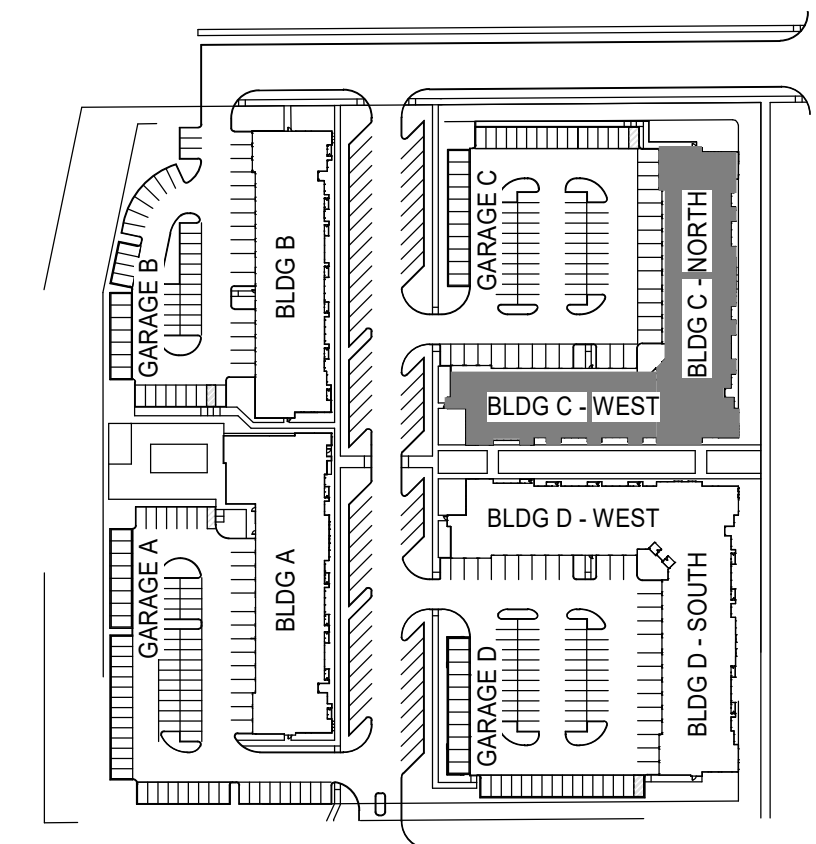 GARAGE C
BLDG C - NORTH
BLDG B
GARAGE B
BLDG C - WEST
BLDG D - WEST
BLDG A
GARAGE A
BLDG D - SOUTH
GARAGE D